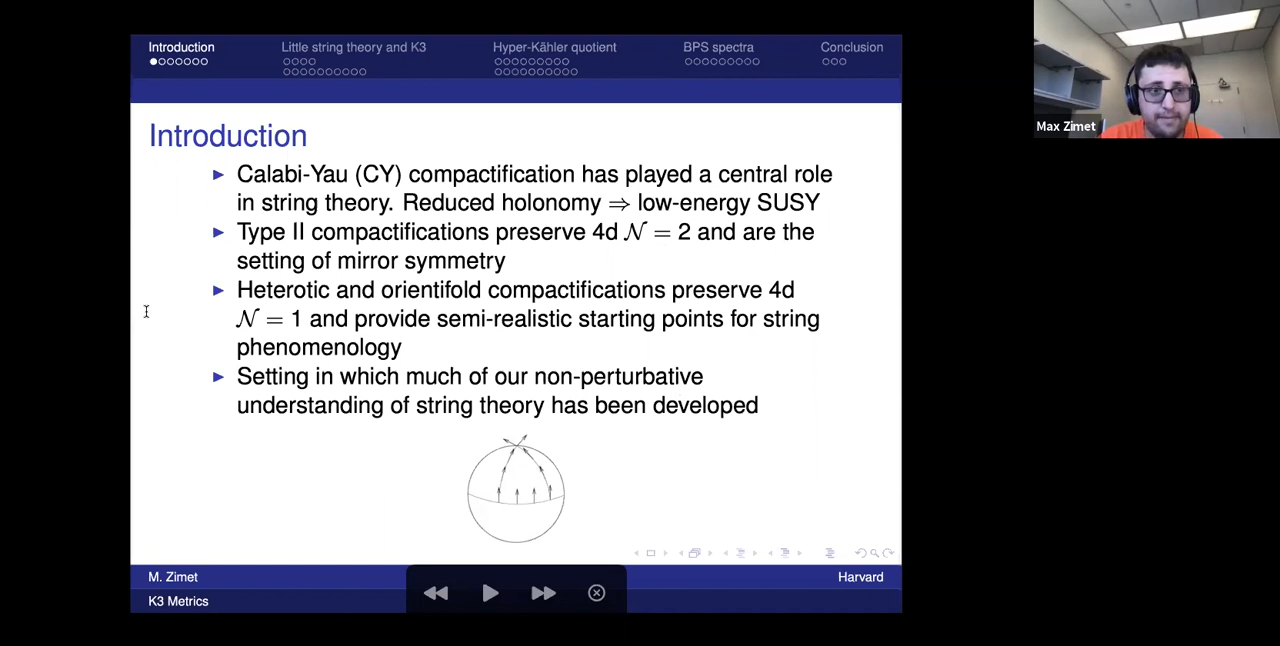 Introduction
Little string theory and K3
Hyper-Kähler quotient
BPS spectra
Conclusion
Introduction
Calabi-Yau (CY) compactification has played a central role
in string theory. Reduced holonomy ⇒ low-energy SUSY
Type II compactifications preserve 4d 𝒩 = 2 and are the
setting of mirror symmetry
Heterotic and orientifold compactifications preserve 4d
𝒩 = 1 and provide semi-realistic starting points for string
phenomenology
Setting in which much of our non-perturbative
understanding of string theory has been developed
M. Zimet
Harvard
K3 Metrics
Max Zimet